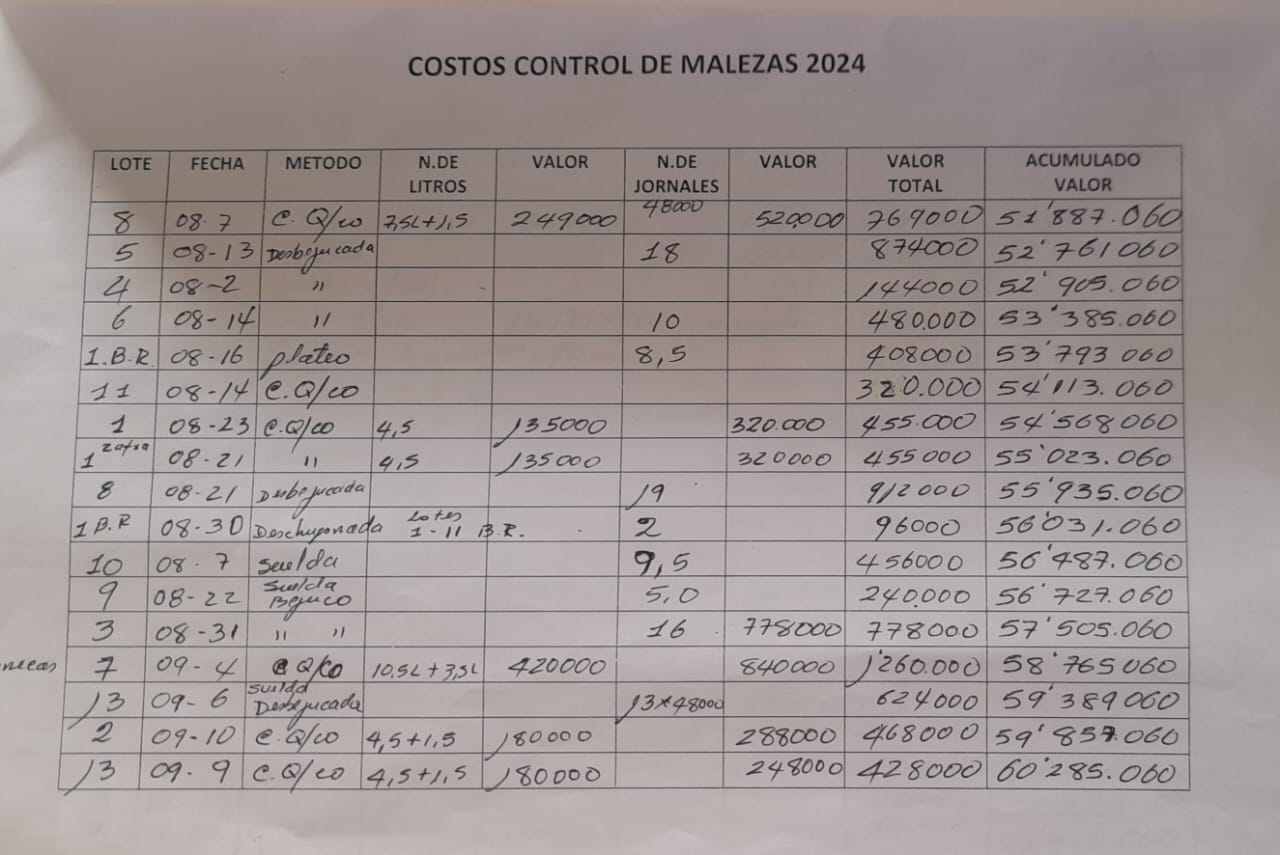 COSTOS CONTROL DE MALEZAS 2024
LOTE FECHA METODO N.DE LITROS VALOR N.DE JORNALES VALOR VALOR TOTAL ACUMULADO VALOR
8 08-7 C. Q/co 7,5L+1,5 249000 48000 520.000 769000 51'887.060
5 08-13 Desbejucada 18 874000 52'761060
4 08-2 " 144000 52'905.060
6 08-14 " 10 480.000 53'385.060
1.B.R. 08-16 plateo 8,5 408000 53'793 060
11 08-14 C.Q/co 320.000 54'113.060
1 08-23 C.Q/co 4,5 135000 320.000 455.000 54'568060
1 zafra 08-21 " 4,5 135000 320000 455000 55'023.060
8 08-21 Desbejucada 19 912000 55'935.060
1 B.R 08-30 Deschuponada lotes 1-11 B.R. 2 96000 56'031.060
10 08-7 suelda 9,5 456000 56'487.060
9 08-22 suelda Bejuco 5,0 240.000 56'727.060
3 08-31 " " 16 778000 778000 57'505.060
7 09-4 C Q/co 10,5L+3,5L 420000 840000 1'260.000 58'765060
13 09-6 suelda Desbejucada 13x48000 624000 59'389060
2 09-10 C.Q/co 4,5+1,5 180000 288000 468000 59'857.060
13 09-9 C.Q/co 4,5+1,5 180000 248000 428000 60'285.060